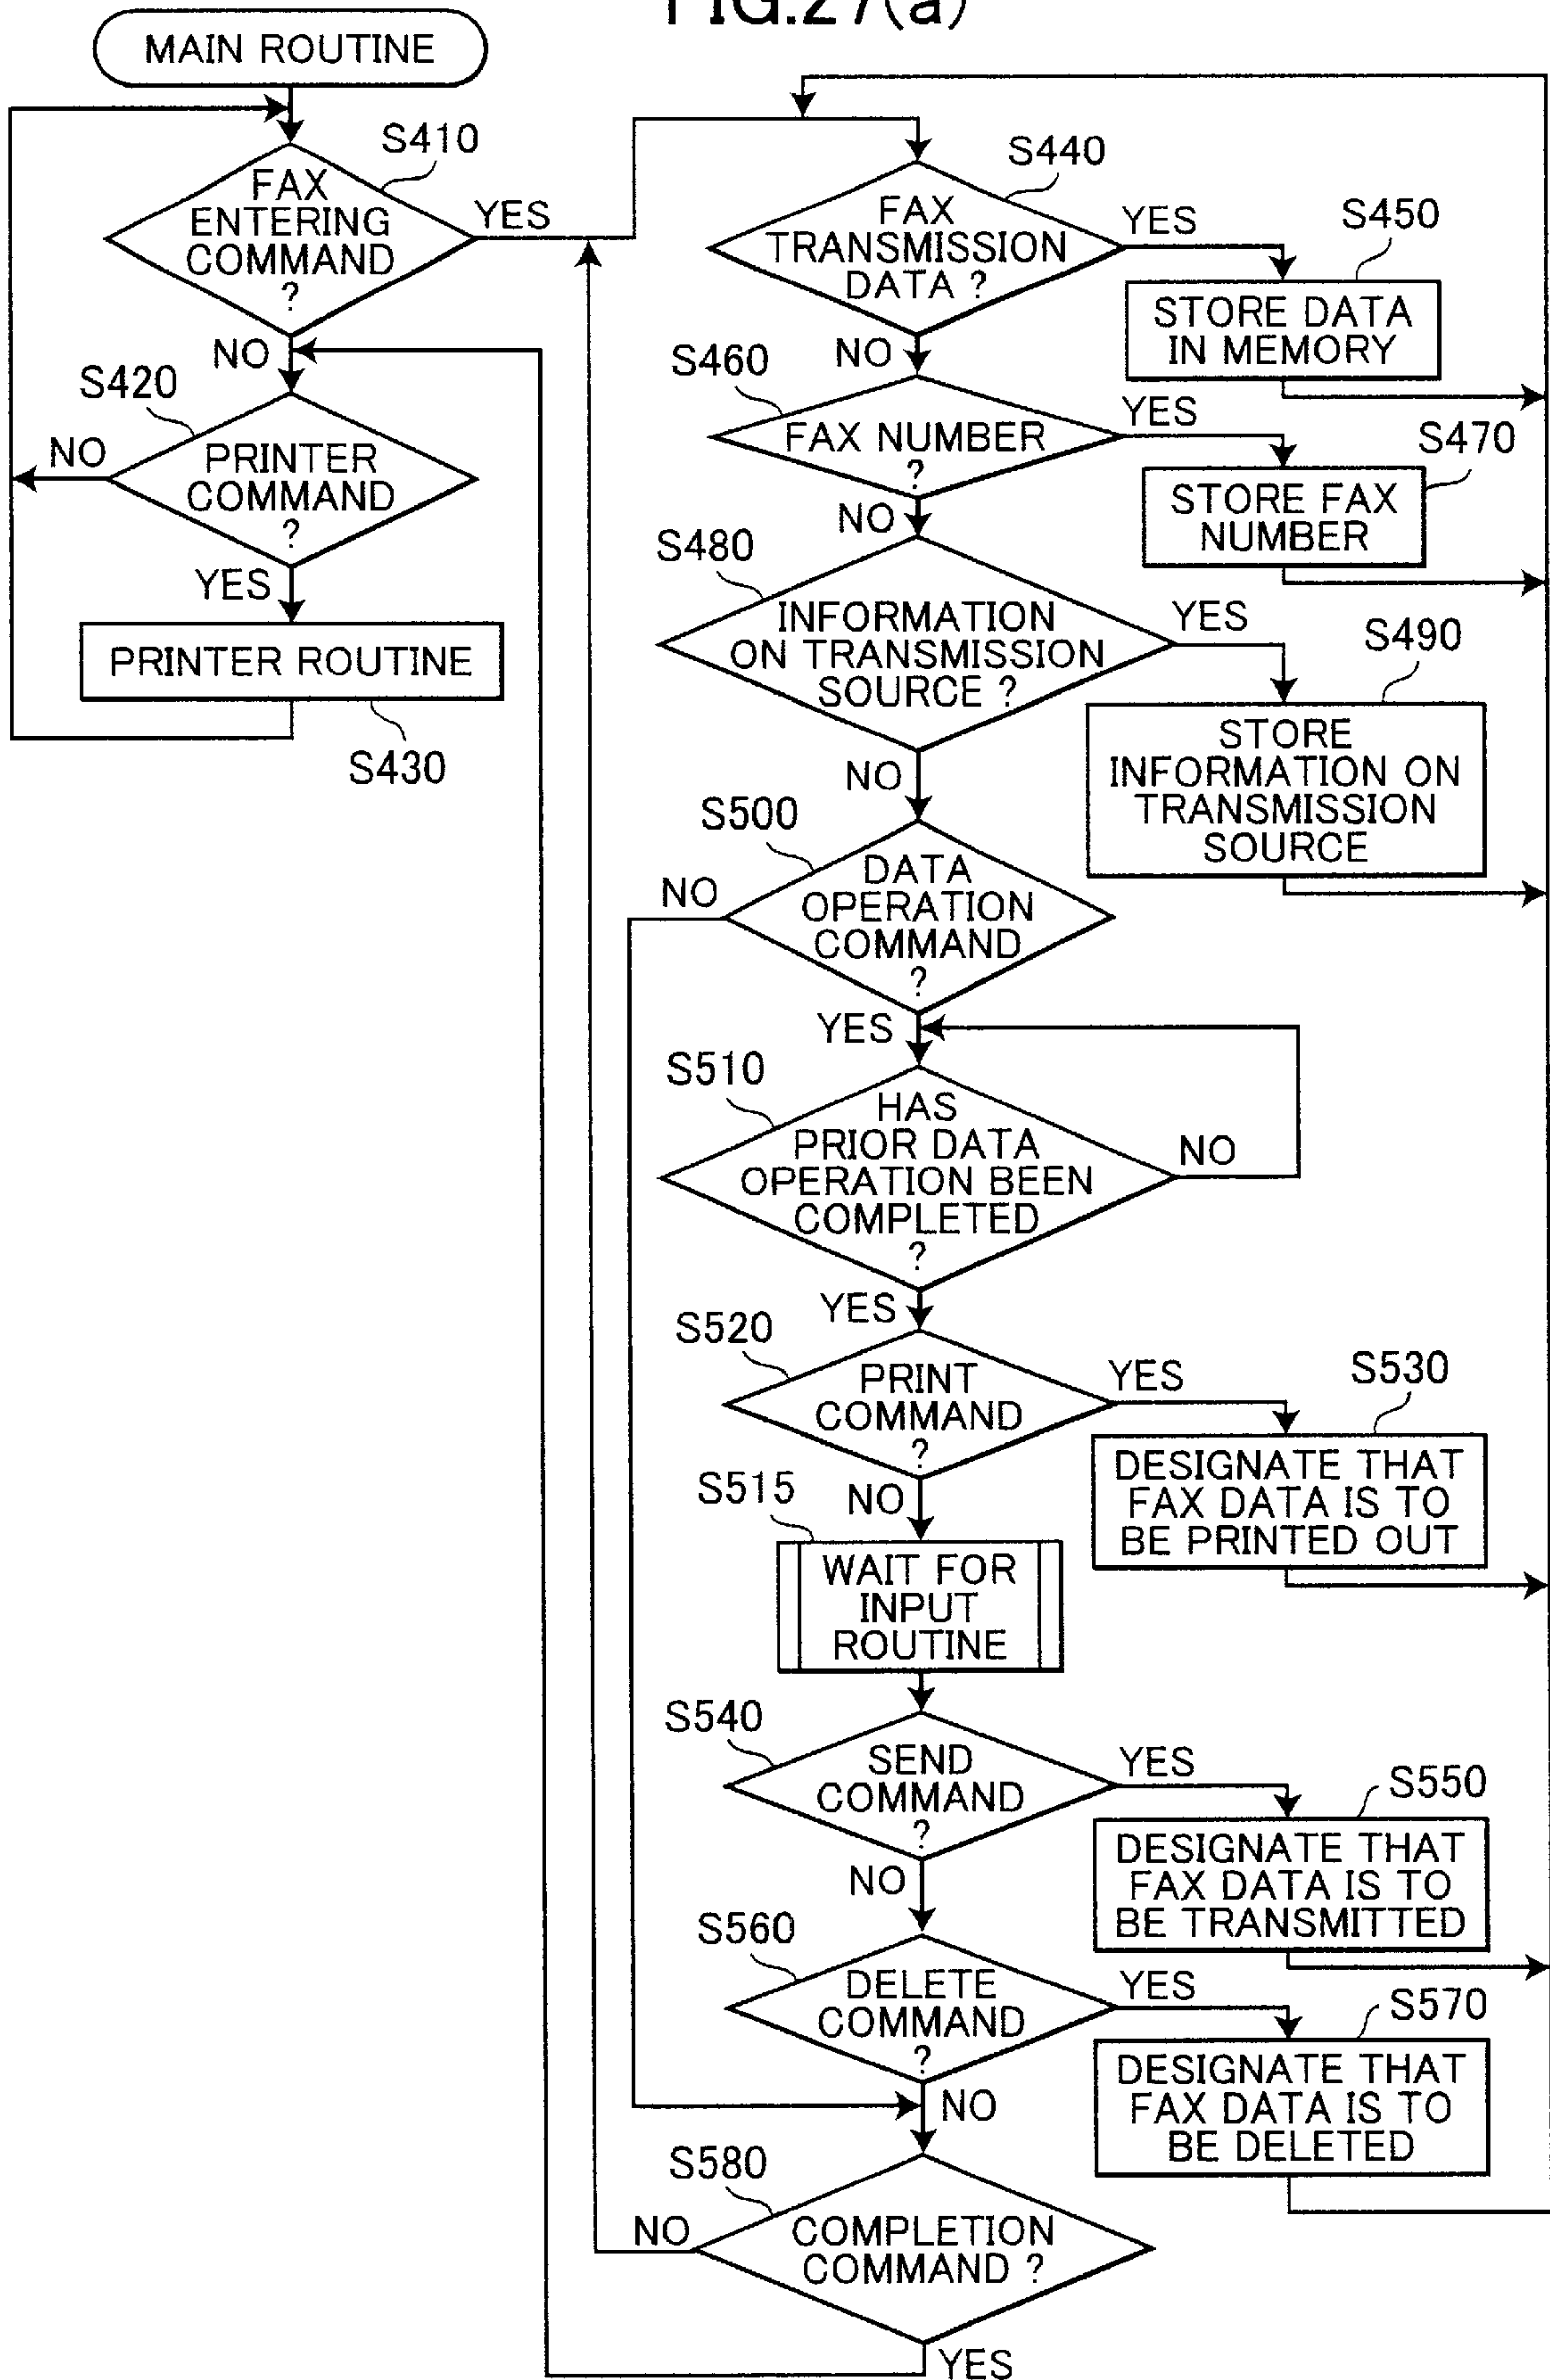 FIG.27(a)
MAIN ROUTINE
S410
FAX
ENTERING
COMMAND
?
YES
NO
S420
PRINTER
COMMAND
?
NO
YES
PRINTER ROUTINE
S430
S440
FAX
TRANSMISSION
DATA ?
YES
S450
STORE DATA
IN MEMORY
NO
S460
FAX NUMBER
?
YES
S470
STORE FAX
NUMBER
NO
S480
INFORMATION
ON TRANSMISSION
SOURCE ?
YES
S490
STORE
INFORMATION ON
TRANSMISSION
SOURCE
NO
S500
DATA
OPERATION
COMMAND
?
NO
YES
S510
HAS
PRIOR DATA
OPERATION BEEN
COMPLETED
?
NO
YES
S520
PRINT
COMMAND
?
YES
S530
DESIGNATE THAT
FAX DATA IS TO
BE PRINTED OUT
NO
S515
WAIT FOR
INPUT
ROUTINE
S540
SEND
COMMAND
?
YES
S550
DESIGNATE THAT
FAX DATA IS TO
BE TRANSMITTED
NO
S560
DELETE
COMMAND
?
YES
S570
DESIGNATE THAT
FAX DATA IS TO
BE DELETED
NO
S580
COMPLETION
COMMAND ?
NO
YES